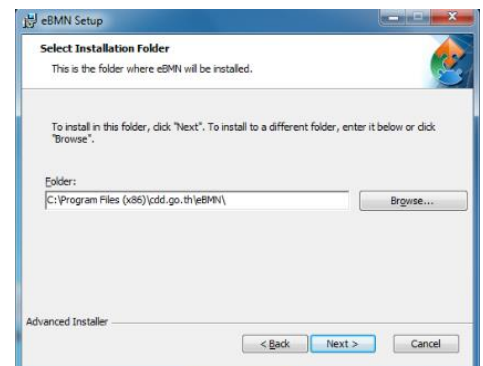 eBMN Setup
Select Installation Folder
This is the folder where eBMN will be installed.
To install in this folder, click "Next". To install to a different folder, enter it below or click
"Browse".
Folder:
C:\Program Files (x86)\cdd.go.th\eBMN\
Browse...
Advanced Installer
< Back
Next >
Cancel